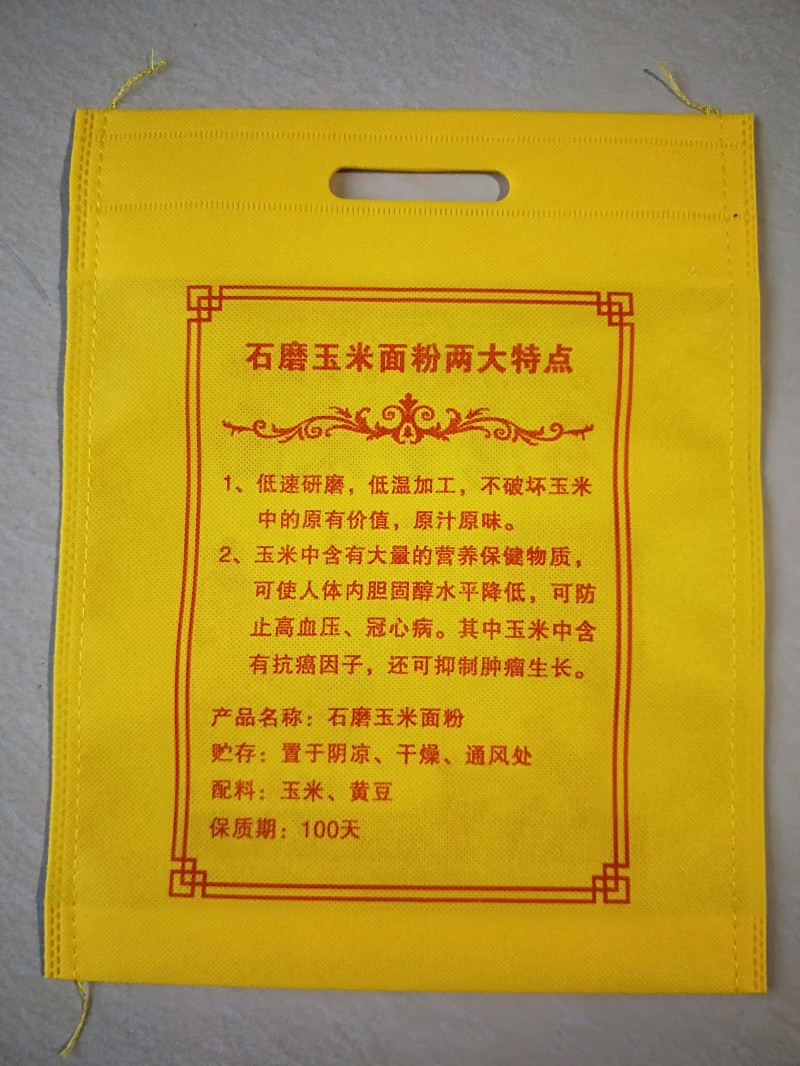 石磨玉米面粉两大特点
1、低速研磨，低温加工，不破坏玉米
中的原有价值，原汁原味。
2、玉米中含有大量的营养保健物质，
可使人体内胆固醇水平降低，可防
止高血压、冠心病。其中玉米中含
有抗癌因子，还可抑制肿瘤生长。
产品名称：石磨玉米面粉
贮存：置于阴凉、干燥、通风处
配料：玉米、黄豆
保质期：100天